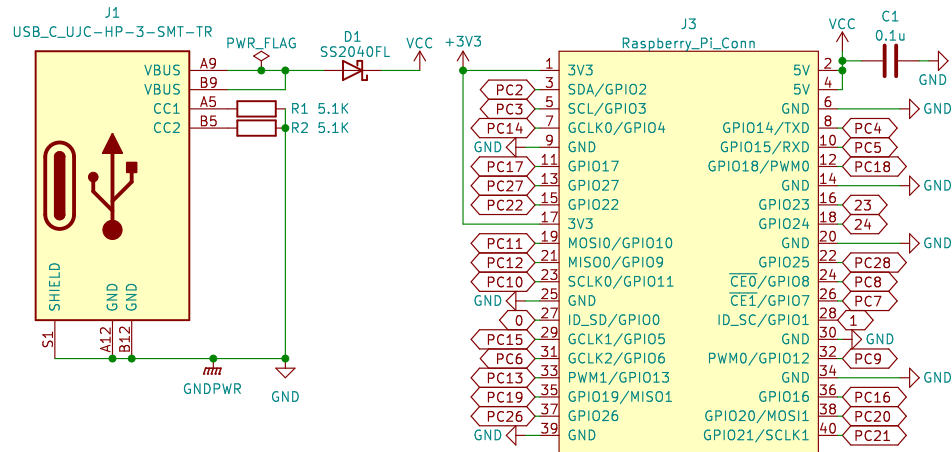 J1
USB_C_UJC-HP-3-SMT-TR
PWR_FLAG
D1
SS2040FL
VCC
VBUS A9
VBUS B9
CC1 A5 R1 5.1K
CC2 B5 R2 5.1K
SHIELD GND GND
S1 A12 B12
GNDPWR
GND
J3
Raspberry_Pi_Conn
+3V3
VCC
C1
0.1u
GND
1 3V3 5V 2
PC2 3 SDA/GPIO2 5V 4
PC3 5 SCL/GPIO3 GND 6 GND
PC14 7 GCLK0/GPIO4 GPIO14/TXD 8 PC4
GND 9 GND GPIO15/RXD 10 PC5
PC17 11 GPIO17 GPIO18/PWM0 12 PC18
PC27 13 GPIO27 GND 14 GND
PC22 15 GPIO22 GPIO23 16 23
17 3V3 GPIO24 18 24
PC11 19 MOSI0/GPIO10 GND 20 GND
PC12 21 MISO0/GPIO9 GPIO25 22 PC28
PC10 23 SCLK0/GPIO11 CE0/GPIO8 24 PC8
GND 25 GND CE1/GPIO7 26 PC7
0 27 ID_SD/GPIO0 ID_SC/GPIO1 28 1
PC15 29 GCLK1/GPIO5 GND 30 GND
PC6 31 GCLK2/GPIO6 PWM0/GPIO12 32 PC9
PC13 33 PWM1/GPIO13 GND 34 GND
PC19 35 GPIO19/MISO1 GPIO16 36 PC16
PC26 37 GPIO26 GPIO20/MOSI1 38 PC20
GND 39 GND GPIO21/SCLK1 40 PC21